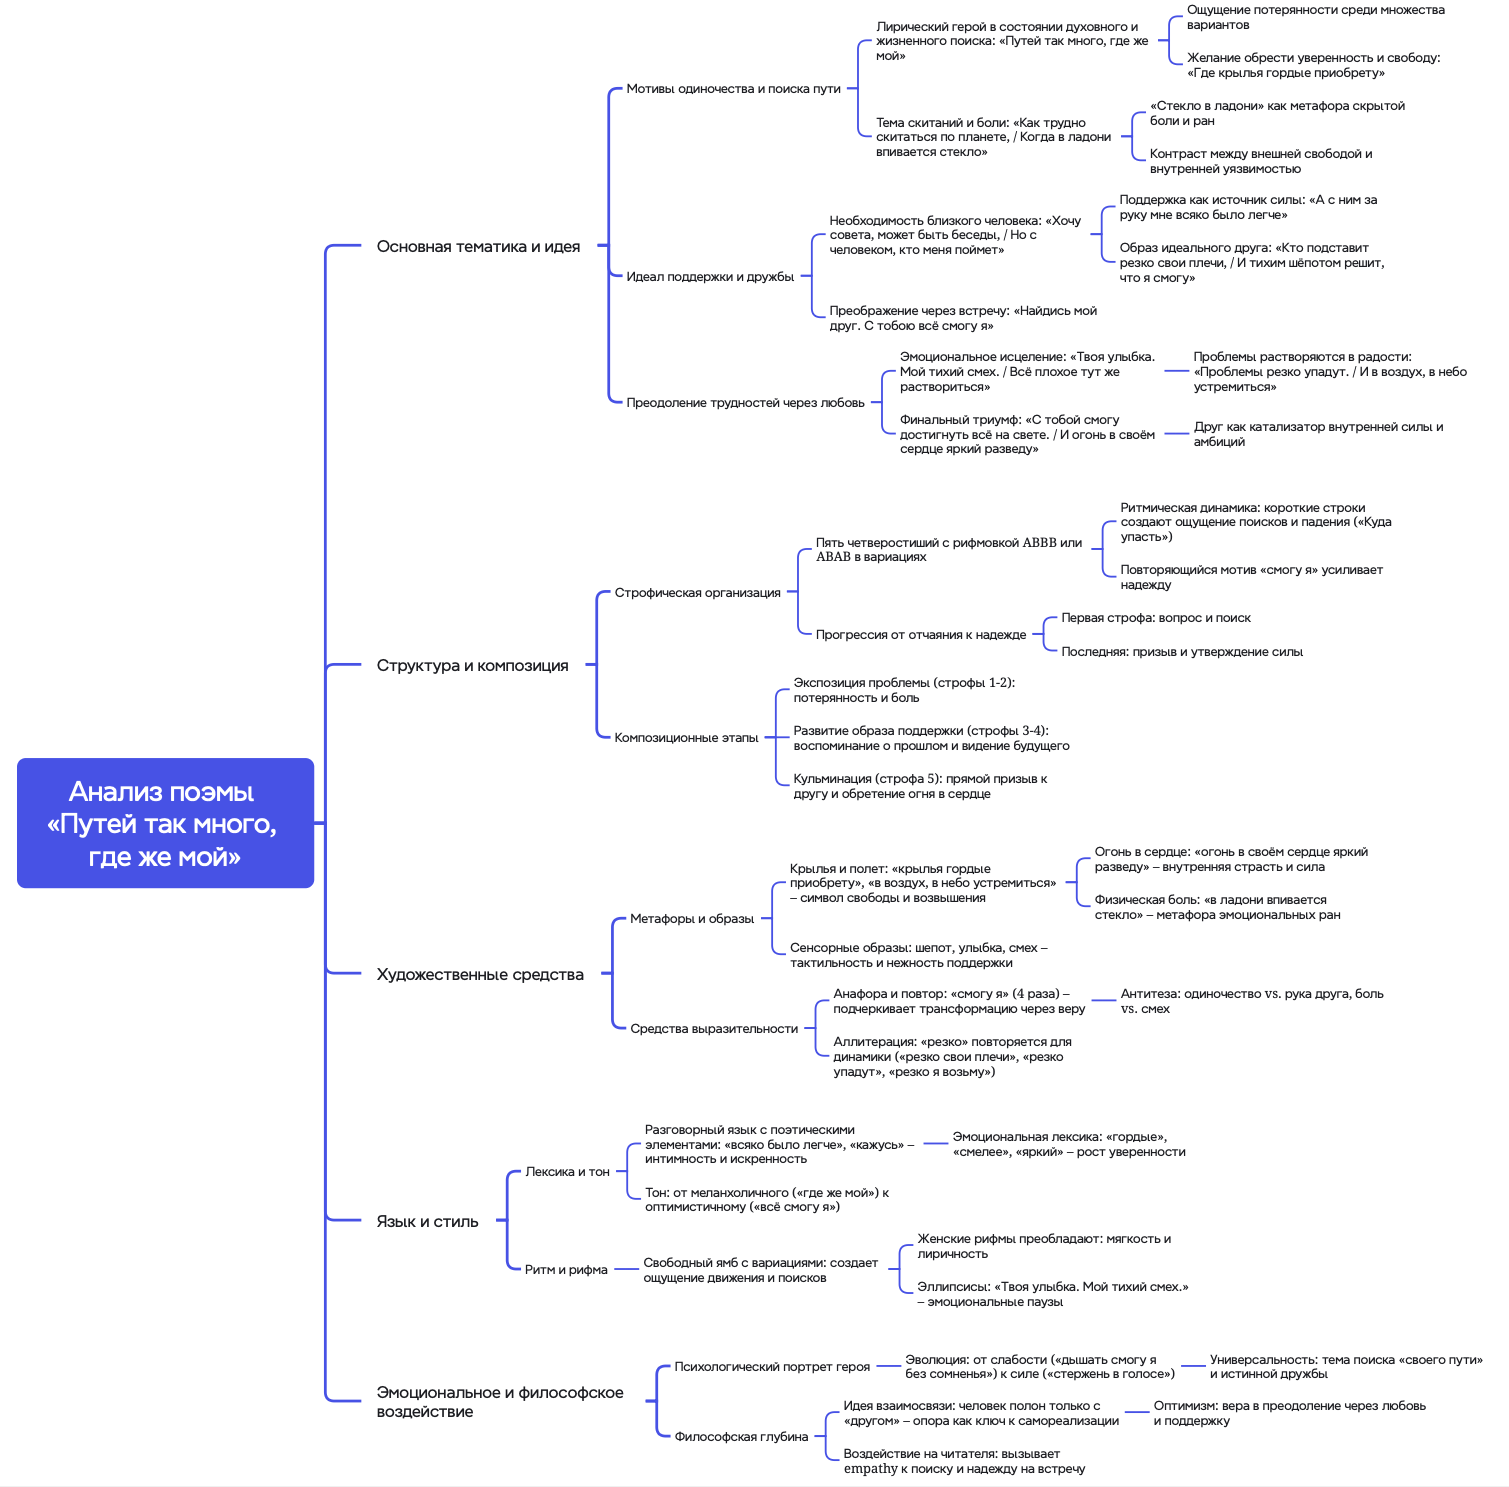 Анализ поэмы
«Путей так много,
где же мой»
Основная тематика и идея
Мотивы одиночества и поиска пути
Лирический герой в состоянии духовного и
жизненного поиска: «Путей так много, где же
мой»
Ощущение потерянности среди множества
вариантов
Желание обрести уверенность и свободу:
«Где крылья гордые приобрету»
Тема скитаний и боли: «Как трудно
скитаться по планете, / Когда в ладони
впивается стекло»
«Стекло в ладони» как метафора скрытой
боли и ран
Контраст между внешней свободой и
внутренней уязвимостью
Идеал поддержки и дружбы
Необходимость близкого человека: «Хочу
совета, может быть беседы, / Но с
человеком, кто меня поймет»
Поддержка как источник силы: «А с ним за
руку мне всяко было легче»
Образ идеального друга: «Кто подставит
резко свои плечи, / И тихим шёпотом решит,
что я смогу»
Преображение через встречу: «Найдись мой
друг. С тобою всё смогу я»
Преодоление трудностей через любовь
Эмоциональное исцеление: «Твоя улыбка.
Мой тихий смех. / Всё плохое тут же
раствориться»
Проблемы растворяются в радости:
«Проблемы резко упадут. / И в воздух, в небо
устремиться»
Финальный триумф: «С тобой смогу
достигнуть всё на свете. / И огонь в своём
сердце яркий разведу»
Друг как катализатор внутренней силы и
амбиций
Структура и композиция
Строфическая организация
Пять четверостиший с рифмовкой ABBB или
ABAB в вариациях
Ритмическая динамика: короткие строки
создают ощущение поисков и падения («Куда
упасть»)
Повторяющийся мотив «смогу я» усиливает
надежду
Прогрессия от отчаяния к надежде
Первая строфа: вопрос и поиск
Последняя: призыв и утверждение силы
Композиционные этапы
Экспозиция проблемы (строфы 1-2):
потерянность и боль
Развитие образа поддержки (строфы 3-4):
воспоминание о прошлом и видение будущего
Кульминация (строфа 5): прямой призыв к
другу и обретение огня в сердце
Художественные средства
Метафоры и образы
Крылья и полет: «крылья гордые
приобрету», «в воздух, в небо устремиться»
– символ свободы и возвышения
Огонь в сердце: «огонь в своём сердце яркий
разведу» – внутренняя страсть и сила
Физическая боль: «в ладони впивается
стекло» – метафора эмоциональных ран
Сенсорные образы: шепот, улыбка, смех –
тактильность и нежность поддержки
Средства выразительности
Анафора и повтор: «смогу я» (4 раза) –
подчеркивает трансформацию через веру
Антитеза: одиночество vs. рука друга, боль
vs. смех
Аллитерация: «резко» повторяется для
динамики («резко свои плечи», «резко
упадут», «резко я возьму»)
Язык и стиль
Лексика и тон
Разговорный язык с поэтическими
элементами: «всяко было легче», «кажусь» –
интимность и искренность
Эмоциональная лексика: «гордые»,
«смелее», «яркий» – рост уверенности
Тон: от меланхоличного («где же мой») к
оптимистичному («всё смогу я»)
Ритм и рифма
Свободный ямб с вариациями: создает
ощущение движения и поисков
Женские рифмы преобладают: мягкость и
лиричность
Эллипсисы: «Твоя улыбка. Мой тихий смех.»
– эмоциональные паузы
Эмоциональное и философское
воздействие
Психологический портрет героя
Эволюция: от слабости («дышать смогу я
без сомненья») к силе («стержень в голосе»)
Универсальность: тема поиска «своего пути»
и истинной дружбы
Философская глубина
Идея взаимосвязи: человек полон только с
«другом» – опора как ключ к самореализации
Оптимизм: вера в преодоление через любовь
и поддержку
Воздействие на читателя: вызывает
empathy к поиску и надежду на встречу